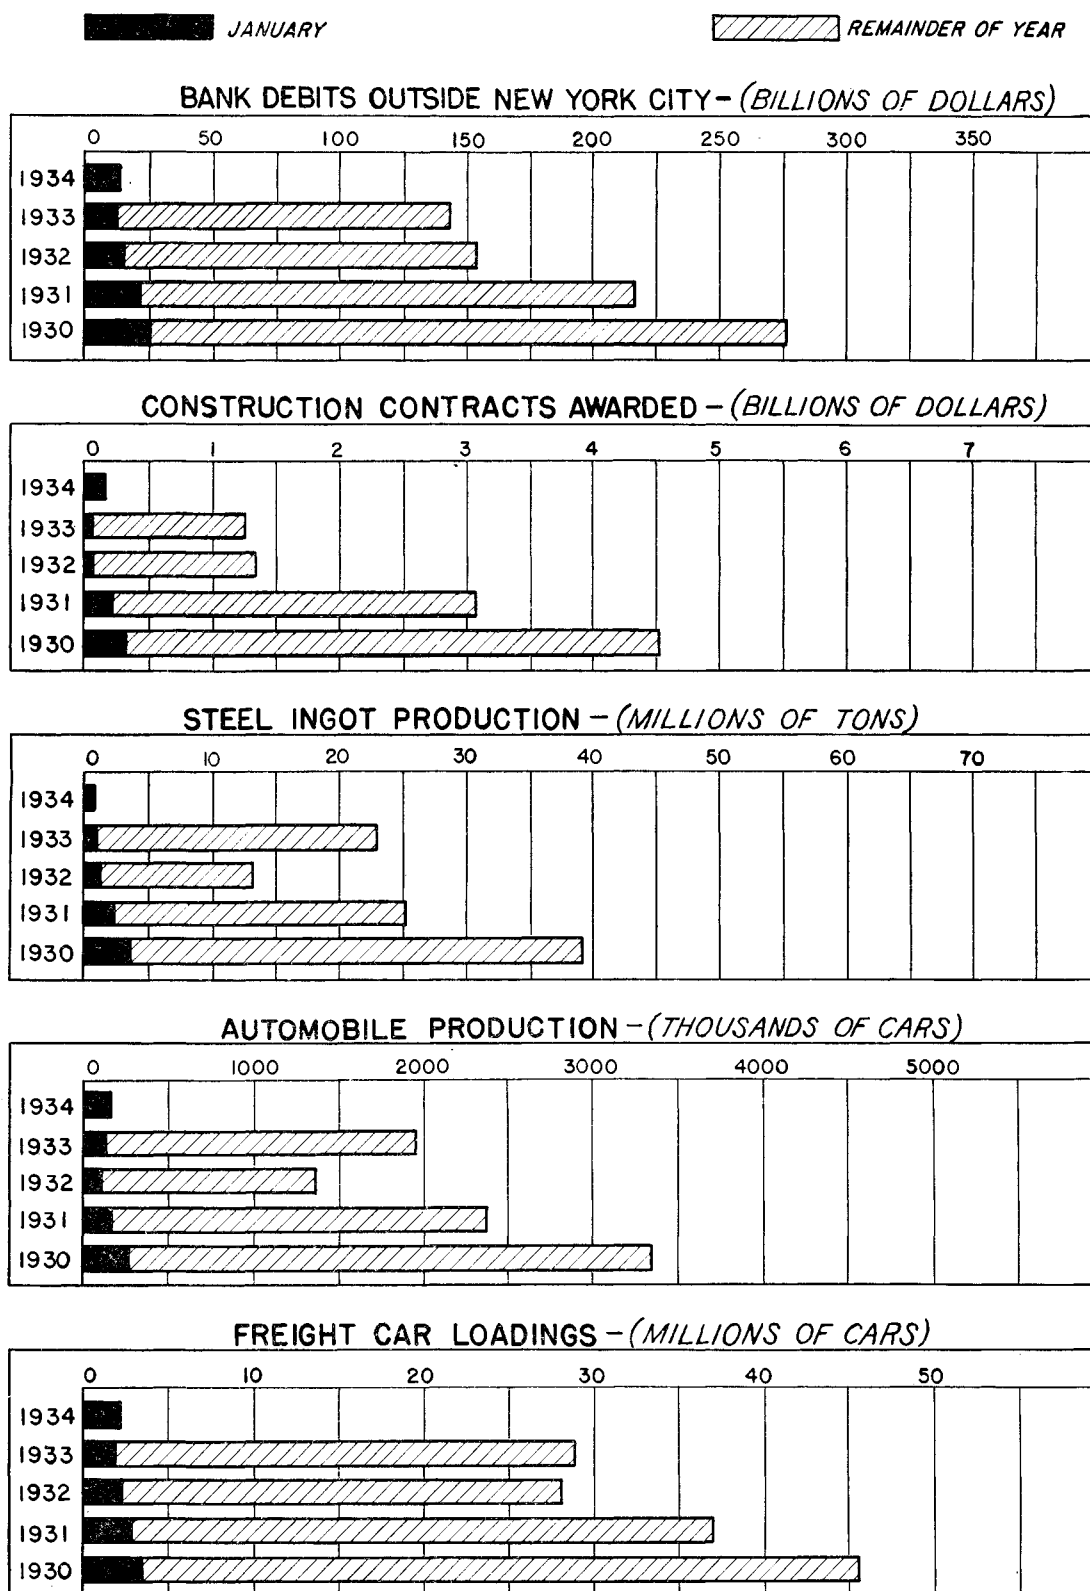 JANUARY REMAINDER OF YEAR
BANK DEBITS OUTSIDE NEW YORK CITY - (BILLIONS OF DOLLARS)
0 50 100 150 200 250 300 350
1934
1933
1932
1931
1930
CONSTRUCTION CONTRACTS AWARDED - (BILLIONS OF DOLLARS)
0 1 2 3 4 5 6 7
1934
1933
1932
1931
1930
STEEL INGOT PRODUCTION - (MILLIONS OF TONS)
0 10 20 30 40 50 60 70
1934
1933
1932
1931
1930
AUTOMOBILE PRODUCTION - (THOUSANDS OF CARS)
0 1000 2000 3000 4000 5000
1934
1933
1932
1931
1930
FREIGHT CAR LOADINGS - (MILLIONS OF CARS)
0 10 20 30 40 50
1934
1933
1932
1931
1930